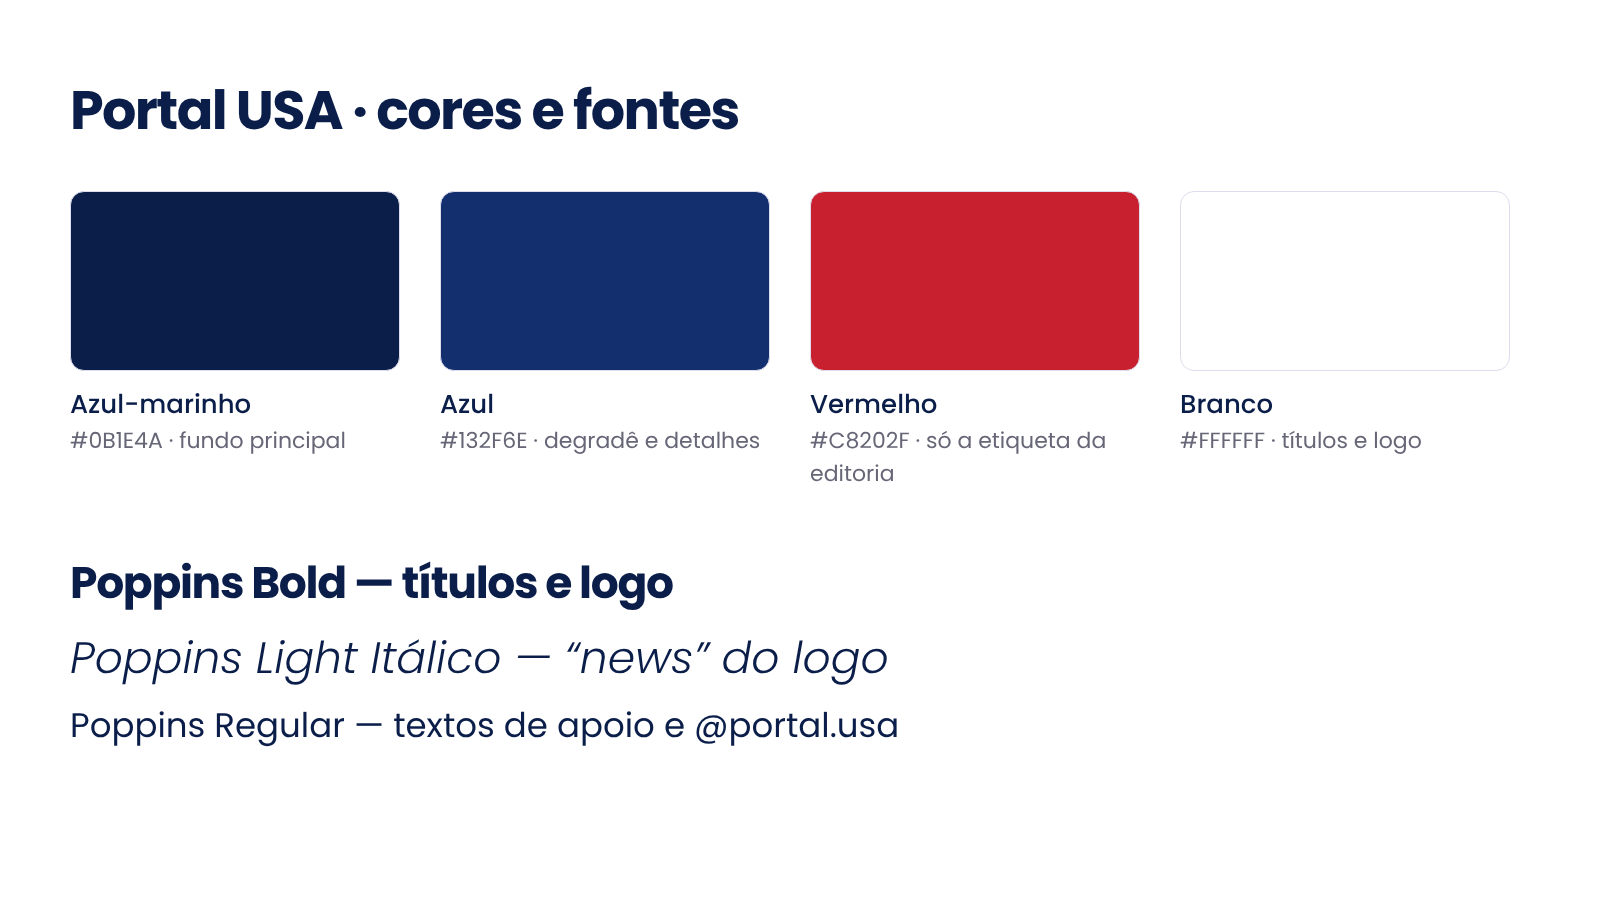 Portal USA · cores e fontes
Azul-marinho
#0B1E4A · fundo principal
Azul
#132F6E · degradê e detalhes
Vermelho
#C8202F · só a etiqueta da
editoria
Branco
#FFFFFF · títulos e logo
Poppins Bold — títulos e logo
Poppins Light Itálico — “news” do logo
Poppins Regular — textos de apoio e @portal.usa